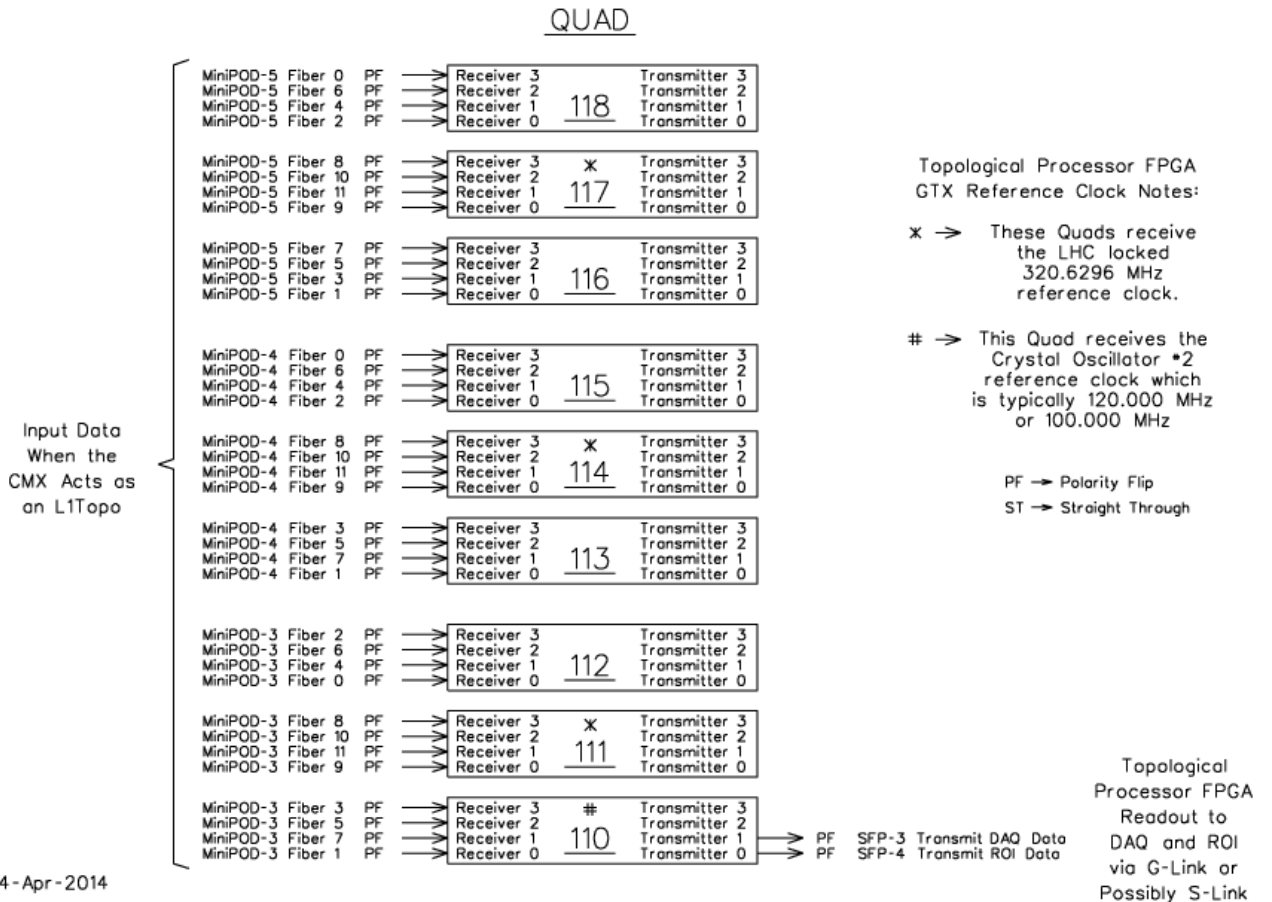 QUAD
MiniPOD-5 Fiber 0 PF Receiver 3 Transmitter 3
MiniPOD-5 Fiber 6 PF Receiver 2 Transmitter 2
MiniPOD-5 Fiber 4 PF Receiver 1 Transmitter 1
MiniPOD-5 Fiber 2 PF Receiver 0 Transmitter 0
118
MiniPOD-5 Fiber 8 PF Receiver 3 * Transmitter 3
MiniPOD-5 Fiber 10 PF Receiver 2 Transmitter 2
MiniPOD-5 Fiber 11 PF Receiver 1 Transmitter 1
MiniPOD-5 Fiber 9 PF Receiver 0 Transmitter 0
117
MiniPOD-5 Fiber 7 PF Receiver 3 Transmitter 3
MiniPOD-5 Fiber 5 PF Receiver 2 Transmitter 2
MiniPOD-5 Fiber 3 PF Receiver 1 Transmitter 1
MiniPOD-5 Fiber 1 PF Receiver 0 Transmitter 0
116
MiniPOD-4 Fiber 0 PF Receiver 3 Transmitter 3
MiniPOD-4 Fiber 6 PF Receiver 2 Transmitter 2
MiniPOD-4 Fiber 4 PF Receiver 1 Transmitter 1
MiniPOD-4 Fiber 2 PF Receiver 0 Transmitter 0
115
MiniPOD-4 Fiber 8 PF Receiver 3 * Transmitter 3
MiniPOD-4 Fiber 10 PF Receiver 2 Transmitter 2
MiniPOD-4 Fiber 11 PF Receiver 1 Transmitter 1
MiniPOD-4 Fiber 9 PF Receiver 0 Transmitter 0
114
MiniPOD-4 Fiber 3 PF Receiver 3 Transmitter 3
MiniPOD-4 Fiber 5 PF Receiver 2 Transmitter 2
MiniPOD-4 Fiber 7 PF Receiver 1 Transmitter 1
MiniPOD-4 Fiber 1 PF Receiver 0 Transmitter 0
113
MiniPOD-3 Fiber 2 PF Receiver 3 Transmitter 3
MiniPOD-3 Fiber 6 PF Receiver 2 Transmitter 2
MiniPOD-3 Fiber 4 PF Receiver 1 Transmitter 1
MiniPOD-3 Fiber 0 PF Receiver 0 Transmitter 0
112
MiniPOD-3 Fiber 8 PF Receiver 3 * Transmitter 3
MiniPOD-3 Fiber 10 PF Receiver 2 Transmitter 2
MiniPOD-3 Fiber 11 PF Receiver 1 Transmitter 1
MiniPOD-3 Fiber 9 PF Receiver 0 Transmitter 0
111
MiniPOD-3 Fiber 3 PF Receiver 3 # Transmitter 3
MiniPOD-3 Fiber 5 PF Receiver 2 Transmitter 2
MiniPOD-3 Fiber 7 PF Receiver 1 Transmitter 1 PF SFP-3 Transmit DAQ Data
MiniPOD-3 Fiber 1 PF Receiver 0 Transmitter 0 PF SFP-4 Transmit ROI Data
110
Input Data
When the
CMX Acts as
an L1Topo
Topological Processor FPGA
GTX Reference Clock Notes:
* → These Quads receive
the LHC locked
320.6296 MHz
reference clock.
# → This Quad receives the
Crystal Oscillator *2
reference clock which
is typically 120.000 MHz
or 100.000 MHz
PF → Polarity Flip
ST → Straight Through
Topological
Processor FPGA
Readout to
DAQ and ROI
via G-Link or
Possibly S-Link
4-Apr-2014